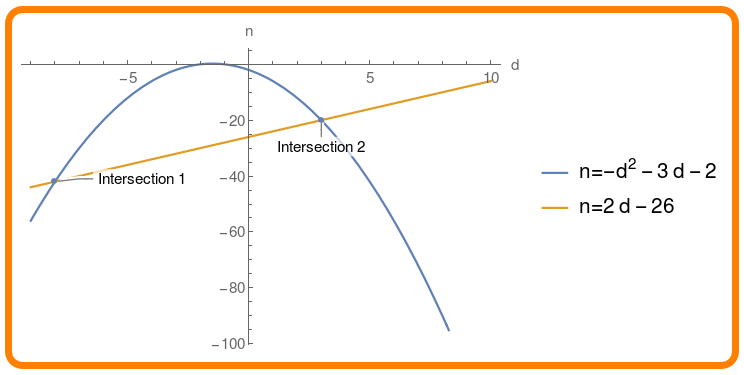 n
d
−5
5
10
−20
−40
−60
−80
−100
Intersection 1
Intersection 2
n=−d² − 3 d − 2
n=2 d − 26